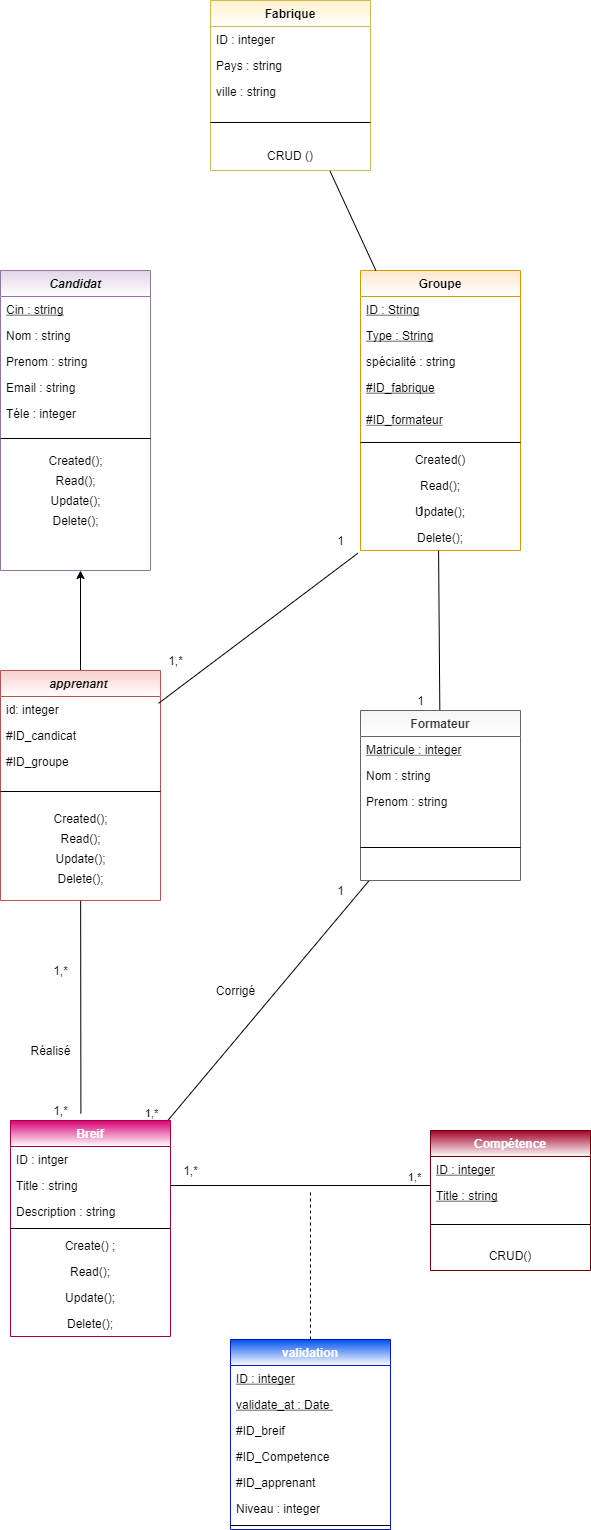 Fabrique
ID : integer
Pays : string
ville : string
CRUD ()
Candidat
Cin : string
Nom : string
Prenom : string
Email : string
Téle : integer
Created();
Read();
Update();
Delete();
Groupe
ID : String
Type : String
spécialité : string
#ID_fabrique
#ID_formateur
Created()
Read();
Update();
1
Delete();
1
1,*
apprenant
id: integer
#ID_candicat
#ID_groupe
Created();
Read();
Update();
Delete();
1
Formateur
Matricule : integer
Nom : string
Prenom : string
1
1,*
Corrigé
Réalisé
1,*
1,*
Breif
ID : intger
Title : string
Description : string
Create() ;
Read();
Update();
Delete();
1,*
1,*
Compétence
ID : integer
Title : string
CRUD()
validation
ID : integer
validate_at : Date
#ID_breif
#ID_Competence
#ID_apprenant
Niveau : integer